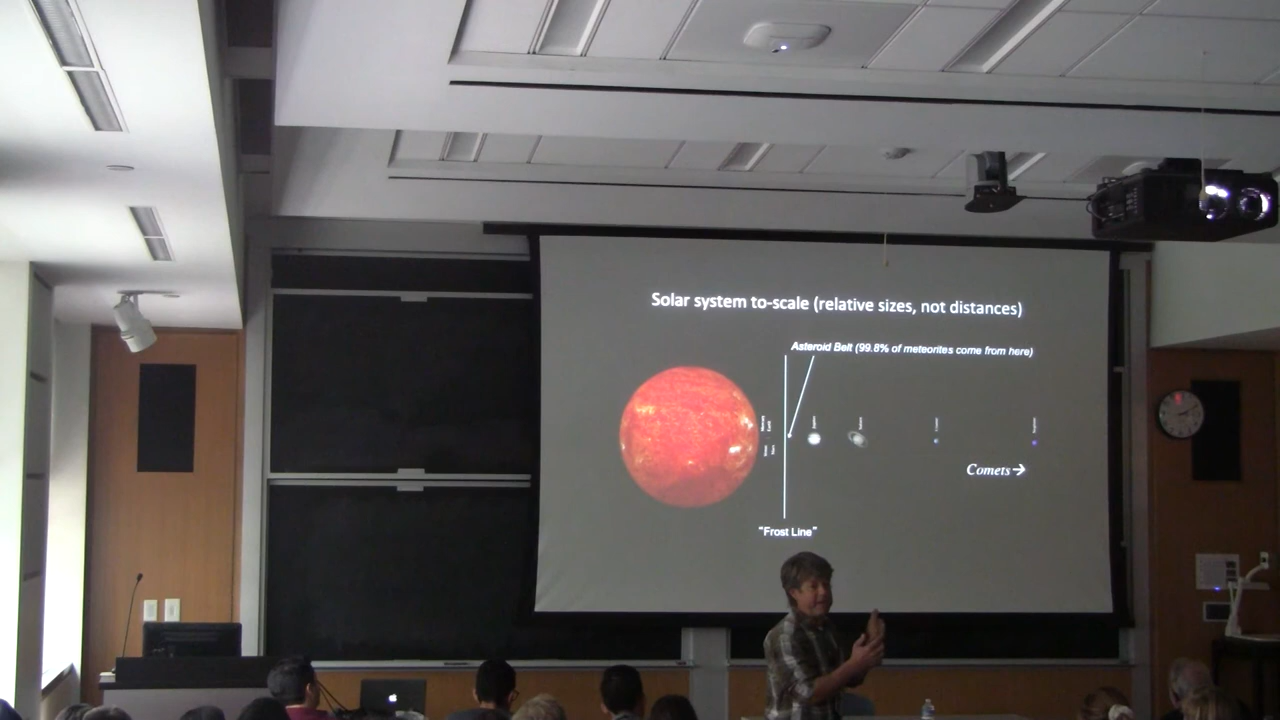 Solar system to-scale (relative sizes, not distances)
Asteroid Belt (99.8% of meteorites come from here)
Comets →
"Frost Line"